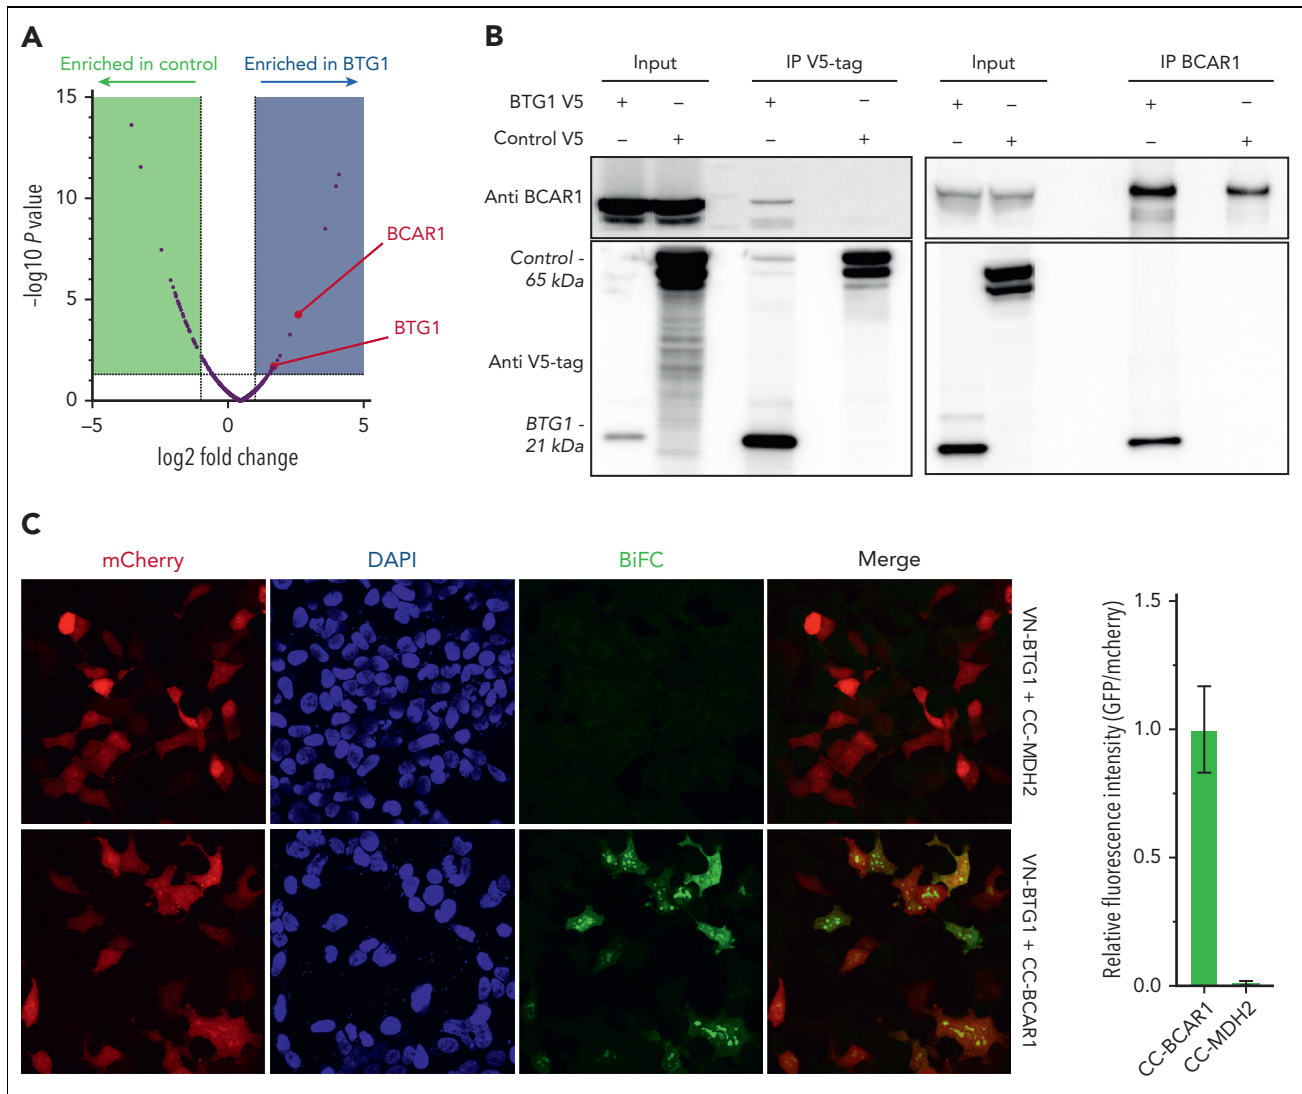 A
Enriched in control
Enriched in BTG1
15
10
5
0
–5
0
5
–log10 P value
log2 fold change
BCAR1
BTG1
B
Input
IP V5-tag
Input
IP BCAR1
BTG1 V5 + – + – + – + –
Control V5 – + – + – + – +
Anti BCAR1
Control -
65 kDa
Anti V5-tag
BTG1 -
21 kDa
C
mCherry
DAPI
BiFC
Merge
VN-BTG1 + CC-MDH2
VN-BTG1 + CC-BCAR1
Relative fluorescence intensity (GFP/mcherry)
1.5
1.0
0.5
0.0
CC-BCAR1
CC-MDH2